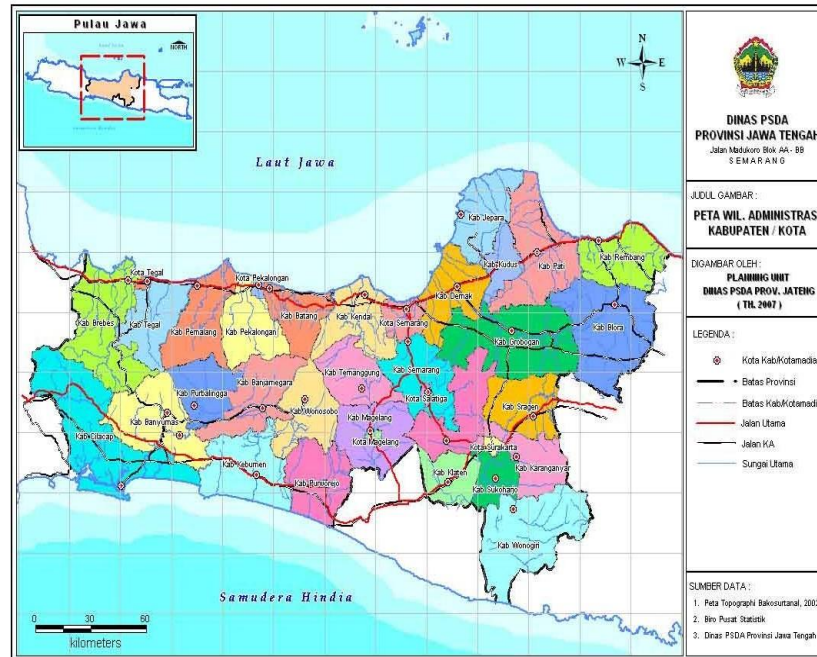 Pulau Jawa
NORTH
N
W E
S
Laut Jawa
Kab Jepara
Kab Kudus
Kab Pati
Kab Rembang
Kota Tegal
Kota Pekalongan
Kab Demak
Kab Brebes
Kab Tegal
Kab Pemalang
Kab Pekalongan
Kab Batang
Kab Kendal
Kota Semarang
Kab Grobogan
Kab Blora
Kab Semarang
Kab Temanggung
Kab Banjarnegara
Kab Purbalingga
Kab Wonosobo
Kota Salatiga
Kab Sragen
Kab Banyumas
Kab Magelang
Kab Cilacap
Kota Magelang
Kota Surakarta
Kab Kebumen
Kab Klaten
Kab Karanganyar
Kab Purworejo
Kab Sukoharjo
Kab Wonogiri
Samudera Hindia
0 30 60
kilometers
DINAS PSDA
PROVINSI JAWA TENGAH
Jalan Madukoro Blok AA - BB
SEMARANG
JUDUL GAMBAR :
PETA WIL. ADMINISTRASI
KABUPATEN / KOTA
DIGAMBAR OLEH :
PLANNING UNIT
DINAS PSDA PROV. JATENG
( TH. 2007 )
LEGENDA :
Kota Kab/Kotamadia
Batas Provinsi
Batas Kab/Kotamadia
Jalan Utama
Jalan KA
Sungai Utama
SUMBER DATA :
1. Peta Topographi Bakosurtanal, 2002
2. Biro Pusat Statistik
3. Dinas PSDA Provinsi Jawa Tengah